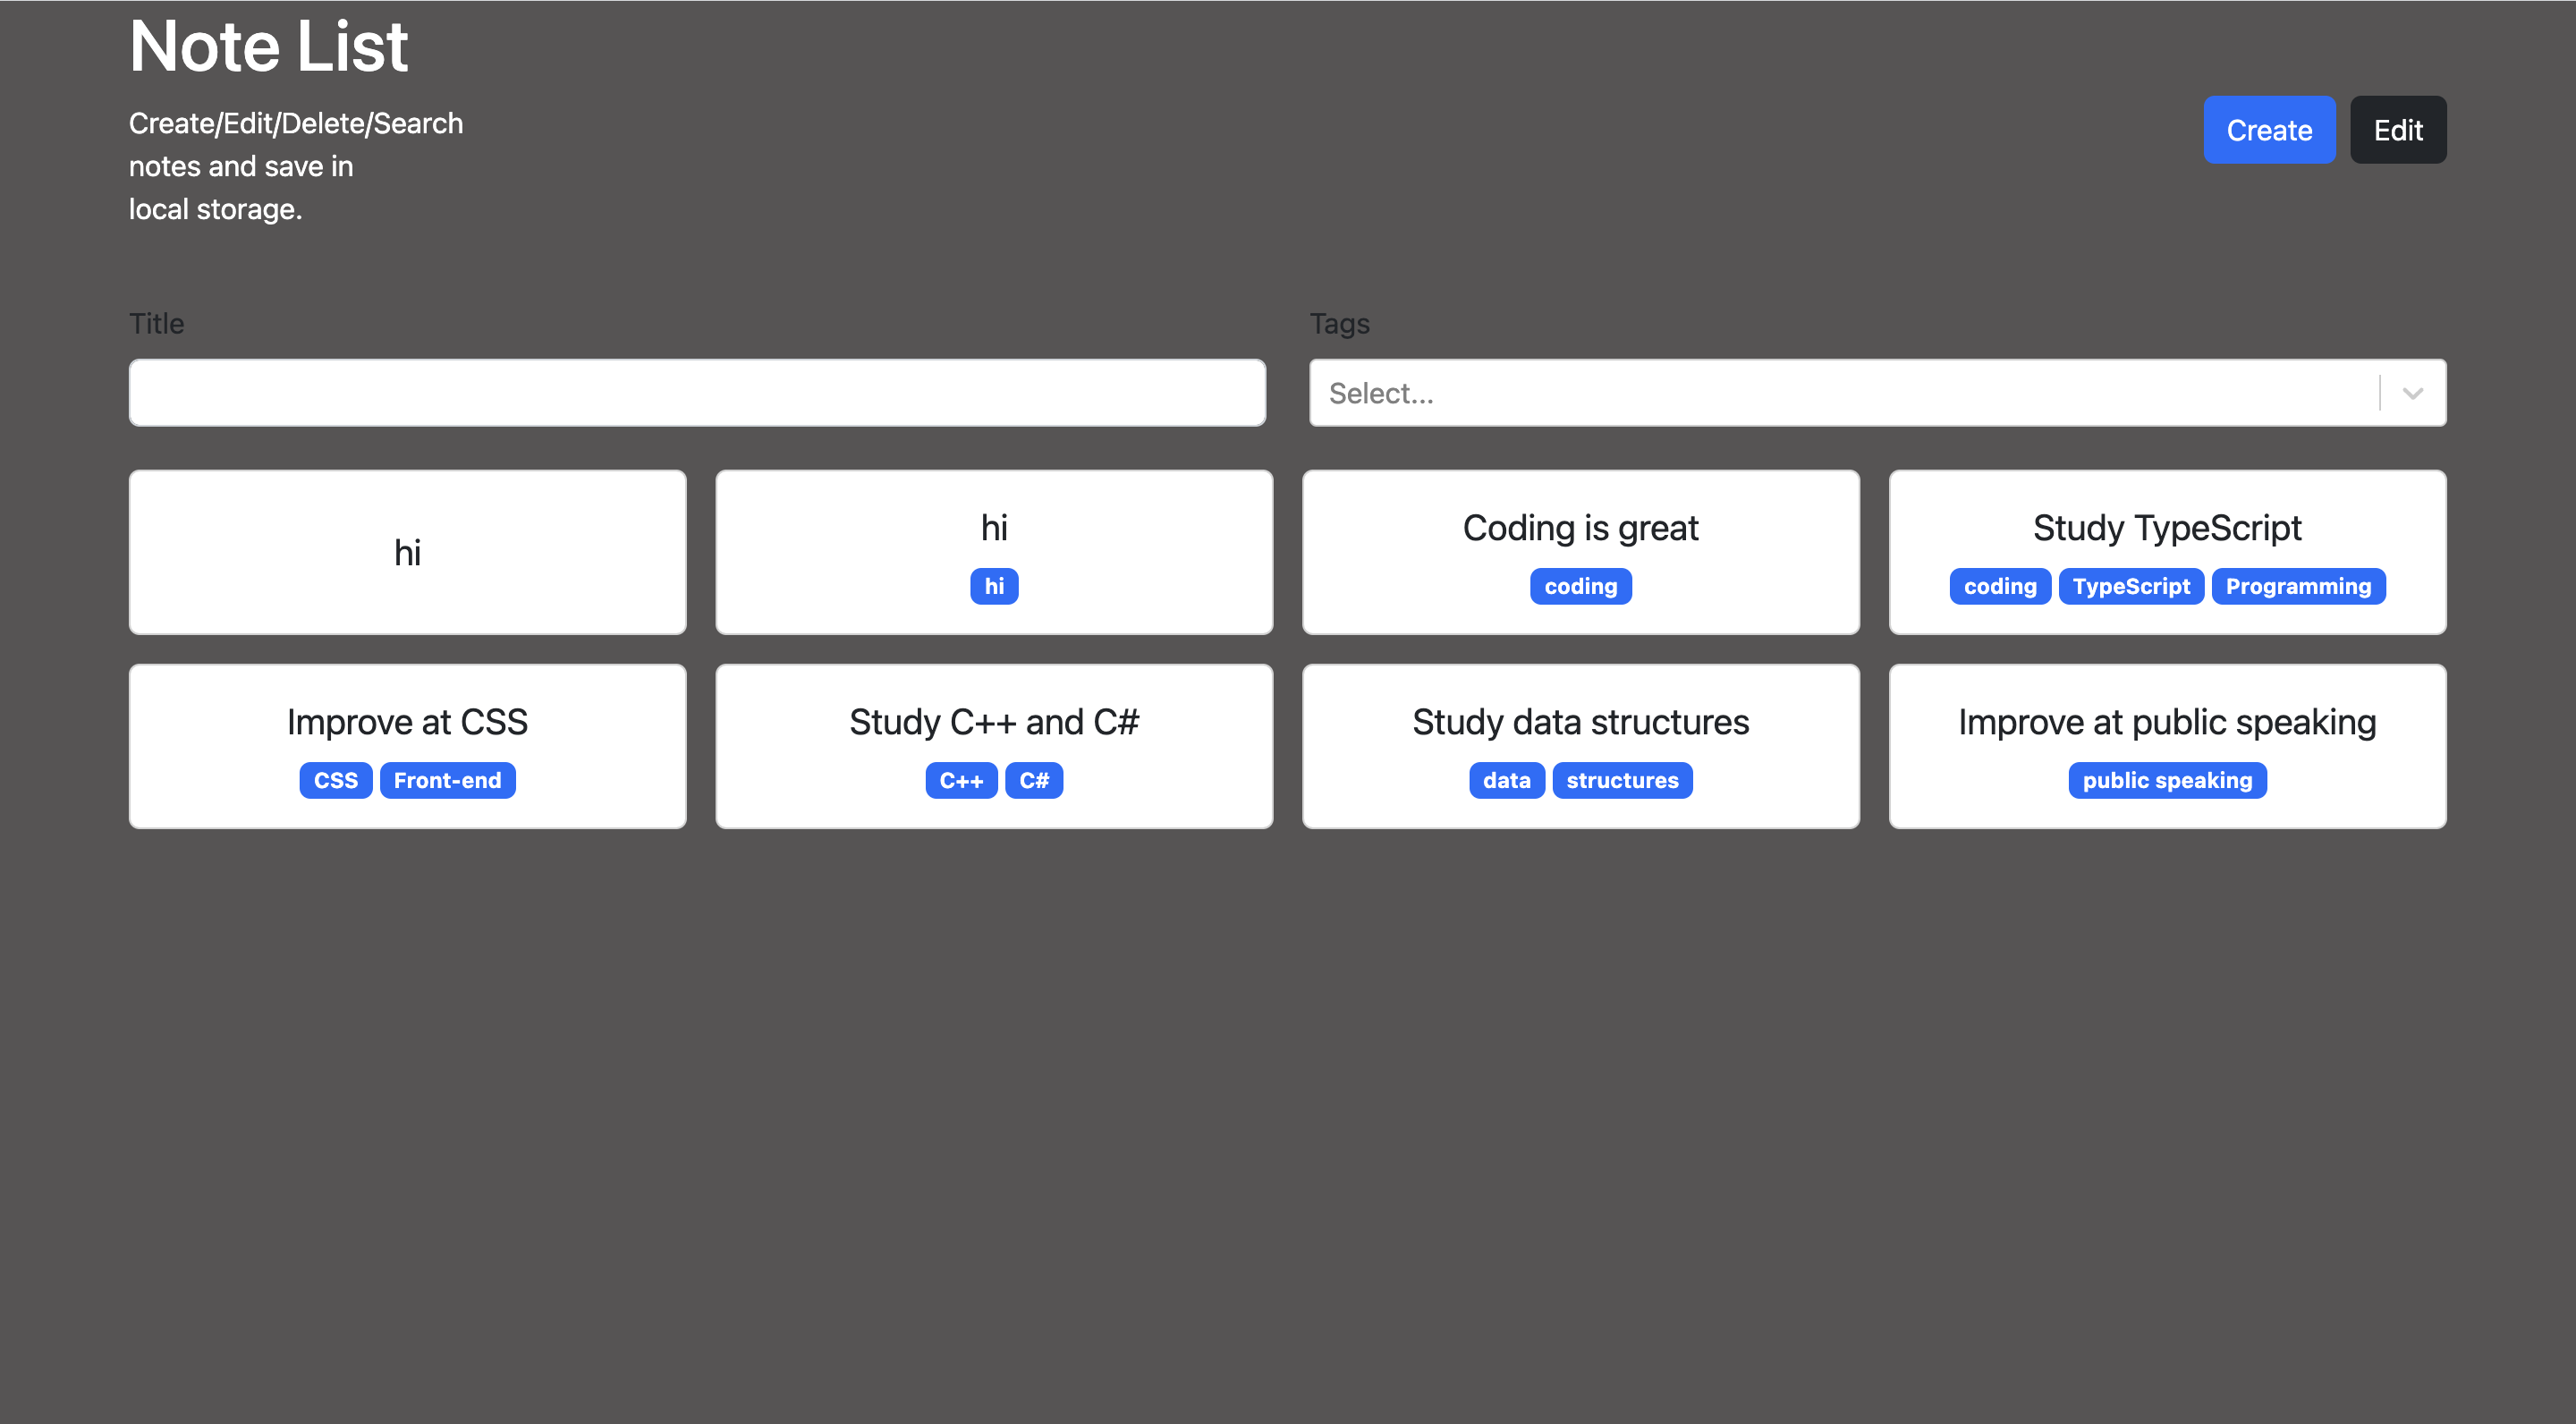 Note List
Create/Edit/Delete/Search
notes and save in
local storage.
Create Edit
Title
Tags
Select...
hi
hi
hi
Coding is great
coding
Study TypeScript
coding TypeScript Programming
Improve at CSS
CSS Front-end
Study C++ and C#
C++ C#
Study data structures
data structures
Improve at public speaking
public speaking